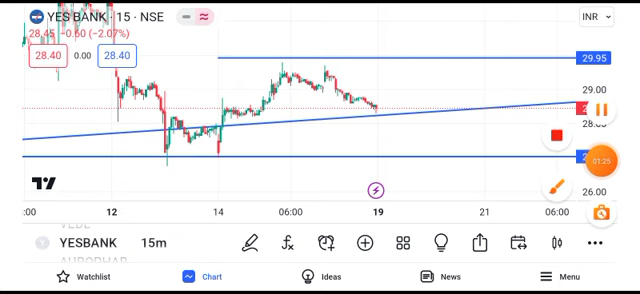 YES BANK · 15 · NSE
INR
28.45 −0.60 (−2.07%)
28.40 0.00 28.40
29.95
29.00
28.00
26.00
12 14 06:00 19 21 06:00
01:25
YESBANK 15m
Watchlist
Chart
Ideas
News
Menu